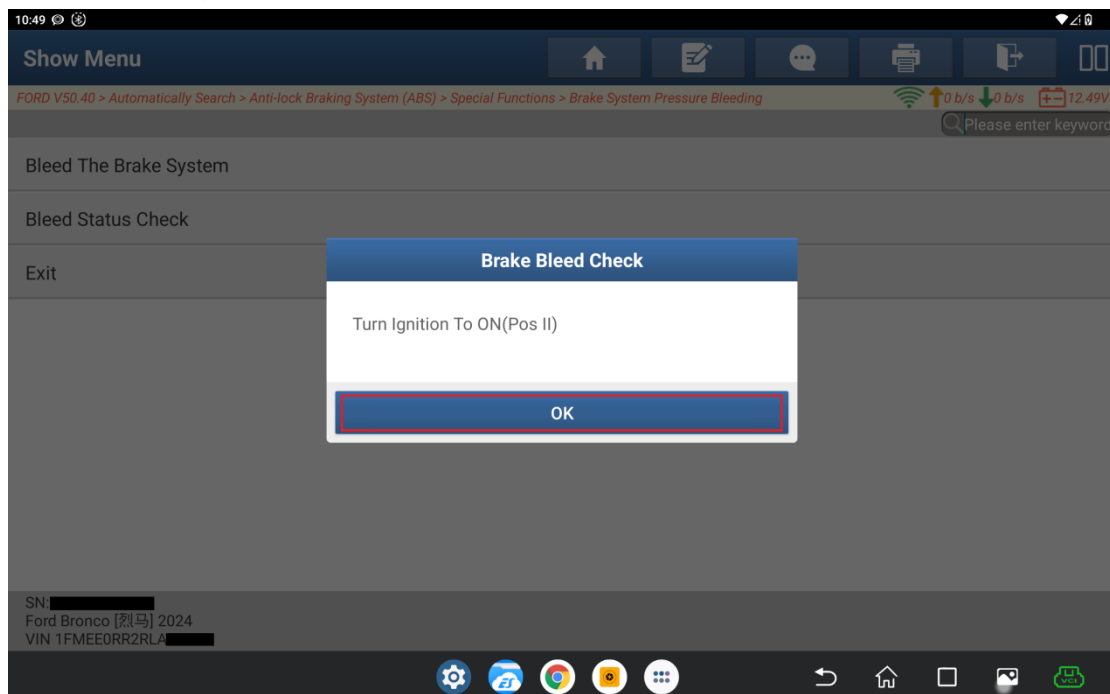 10:49
Show Menu
FORD V50.40 > Automatically Search > Anti-lock Braking System (ABS) > Special Functions > Brake System Pressure Bleeding
0 b/s 0 b/s 12.49V
Please enter keyword
Bleed The Brake System
Bleed Status Check
Exit
Brake Bleed Check
Turn Ignition To ON(Pos II)
OK
SN:
Ford Bronco [烈马] 2024
VIN 1FMEE0RR2RLA
ES
VCI